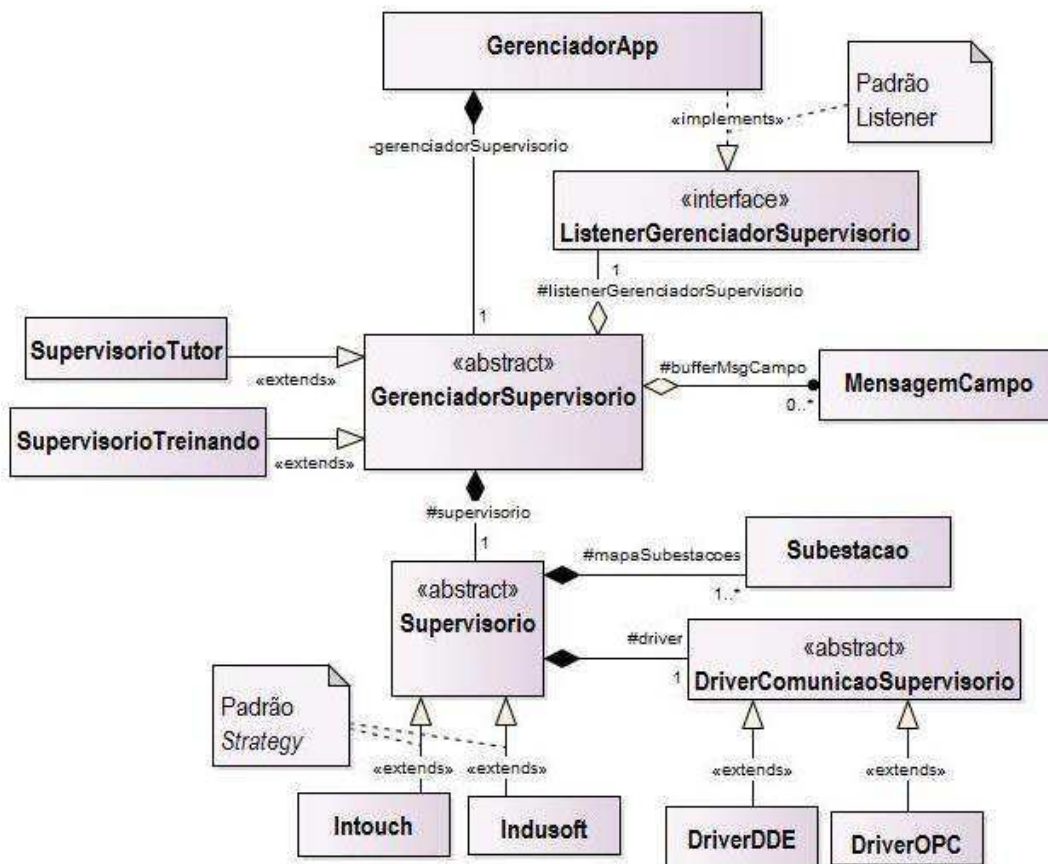 GerenciadorApp
Padrão
Listener
«implements»
-gerenciadorSupervisorio
«interface»
ListenerGerenciadorSupervisorio
1
#listenerGerenciadorSupervisorio
1
SupervisorioTutor
«extends»
«abstract»
GerenciadorSupervisorio
#bufferMsgCampo
0..*
MensagemCampo
SupervisorioTreinando
«extends»
#supervisorio
1
«abstract»
Supervisorio
#mapaSubestacoes
1..*
Subestacao
#driver
1
«abstract»
DriverComunicaoSupervisorio
Padrão
Strategy
«extends»
«extends»
«extends»
«extends»
Intouch
Indusoft
DriverDDE
DriverOPC